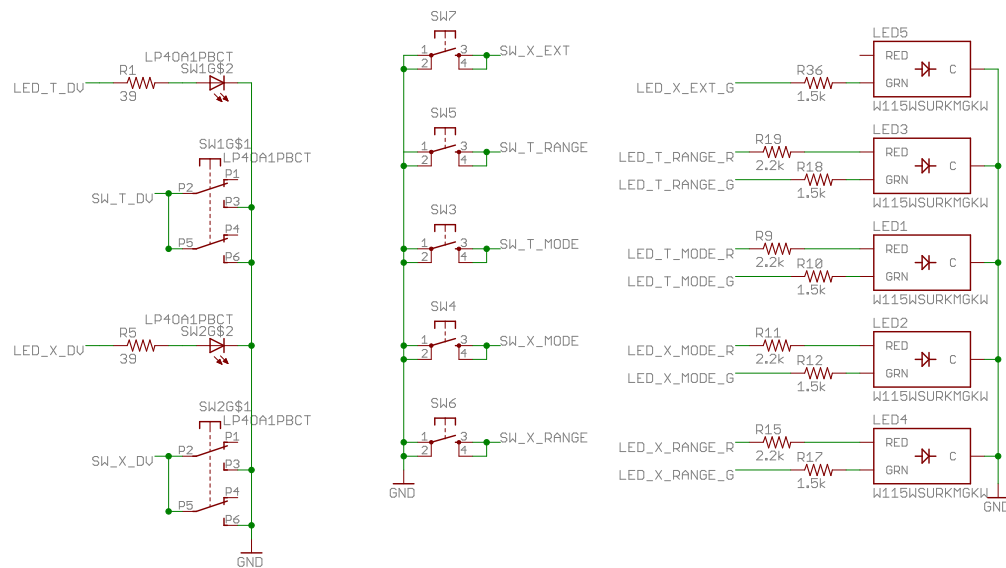 LP4OA1PBCT
SW1G$2
R1
39
LED_T_DV
SW1G$1
LP4OA1PBCT
P1
P2
P3
SW_T_DV
P4
P5
P6
LP4OA1PBCT
SW2G$2
R5
39
LED_X_DV
SW2G$1
LP4OA1PBCT
P1
P2
P3
SW_X_DV
P4
P5
P6
GND
SW7
1 3 SW_X_EXT
2 4
SW5
1 3 SW_T_RANGE
2 4
SW3
1 3 SW_T_MODE
2 4
SW4
1 3 SW_X_MODE
2 4
SW6
1 3 SW_X_RANGE
2 4
GND
LED5
RED
C
R36
GRN
LED_X_EXT_G
1.5k
W115WSURKMGKW
LED3
R19
RED
LED_T_RANGE_R
2.2k
C
R18
GRN
LED_T_RANGE_G
1.5k
W115WSURKMGKW
LED1
R9
RED
LED_T_MODE_R
2.2k
C
R10
GRN
LED_T_MODE_G
1.5k
W115WSURKMGKW
LED2
R11
RED
LED_X_MODE_R
2.2k
C
R12
GRN
LED_X_MODE_G
1.5k
W115WSURKMGKW
LED4
R15
RED
LED_X_RANGE_R
2.2k
C
R17
GRN
LED_X_RANGE_G
1.5k
W115WSURKMGKW
GND